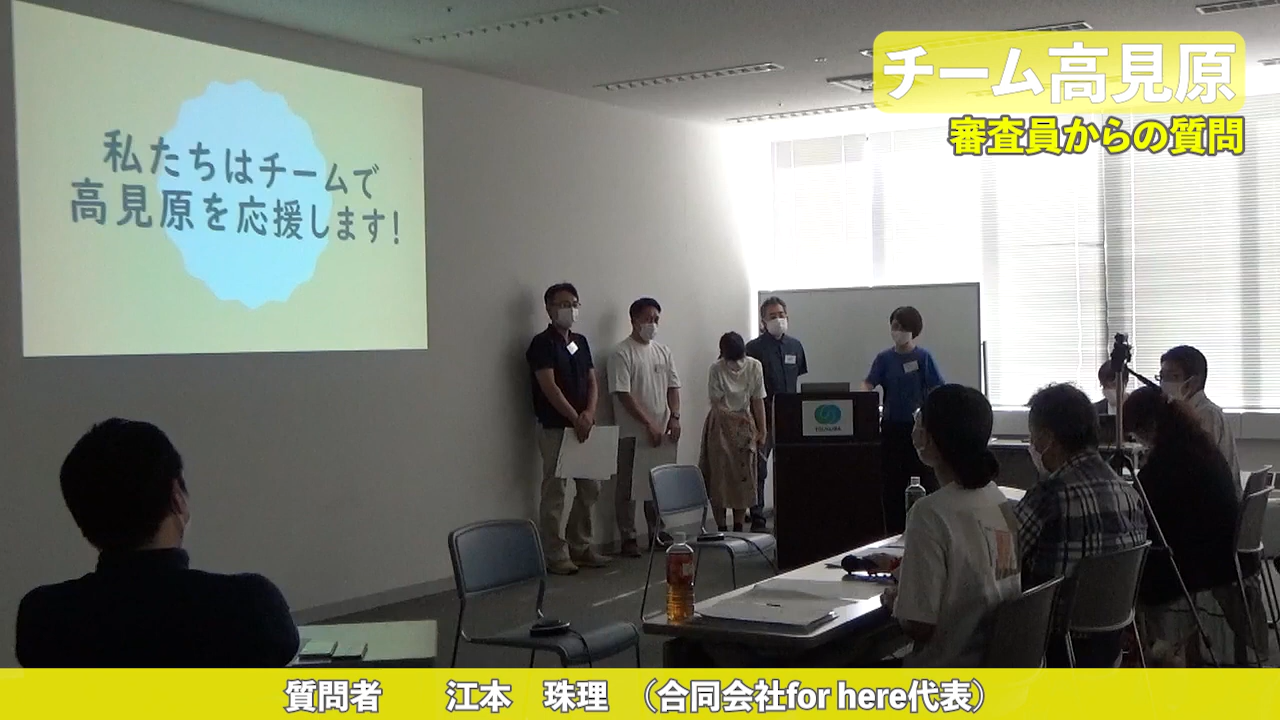 チーム高見原
審査員からの質問
私たちはチームで
高見原を応援します!
TSUKUBA
質問者　江本　珠理　（合同会社for here代表）